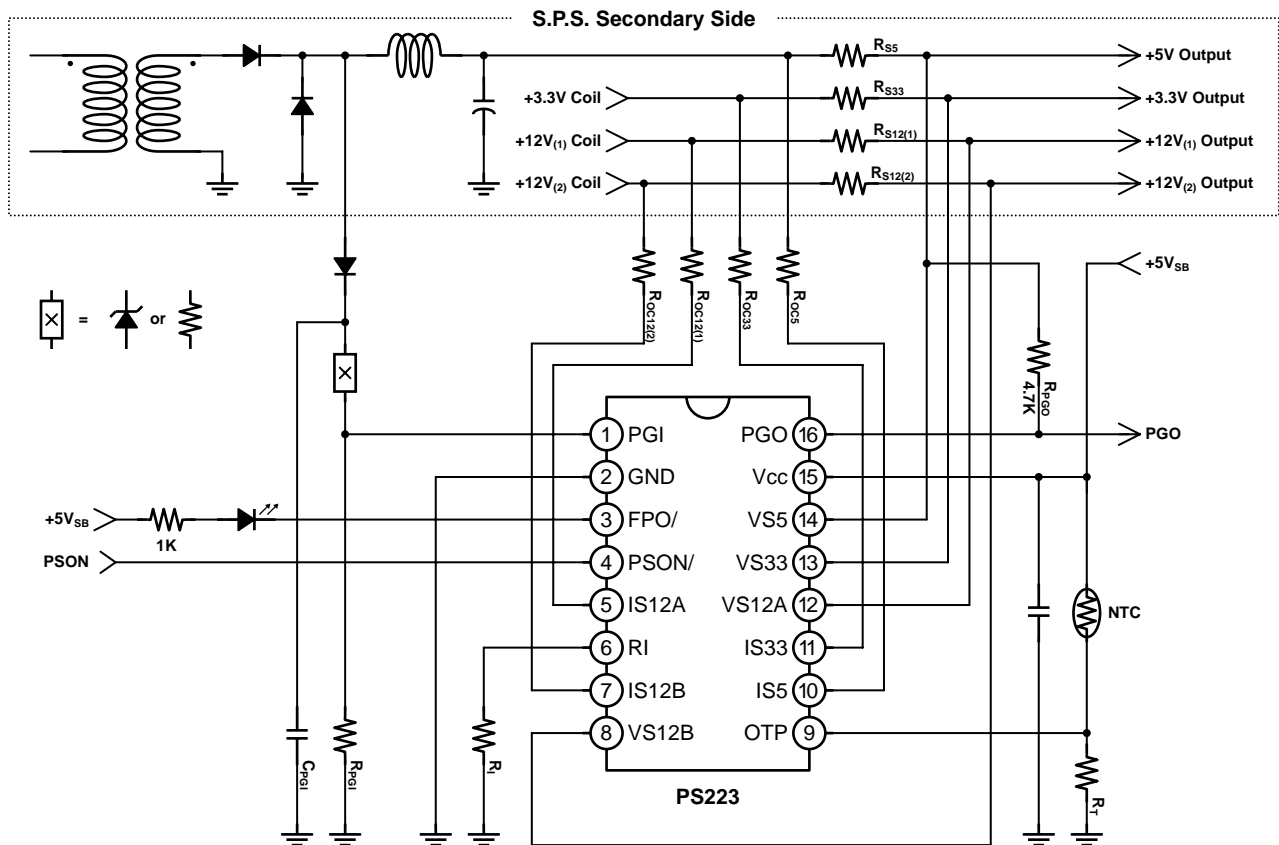 S.P.S. Secondary Side
RS5
+5V Output
+3.3V Coil
RS33
+3.3V Output
+12V(1) Coil
RS12(1)
+12V(1) Output
+12V(2) Coil
RS12(2)
+12V(2) Output
ROC12(2)
ROC12(1)
ROC33
ROC5
+5VSB
= or
RPGO
4.7K
1 PGI
PGO 16
PGO
2 GND
Vcc 15
+5VSB
1K
3 FPO/
VS5 14
PSON
4 PSON/
VS33 13
5 IS12A
VS12A 12
NTC
6 RI
IS33 11
7 IS12B
IS5 10
8 VS12B
OTP 9
CPGI
RPGI
RI
RT
PS223